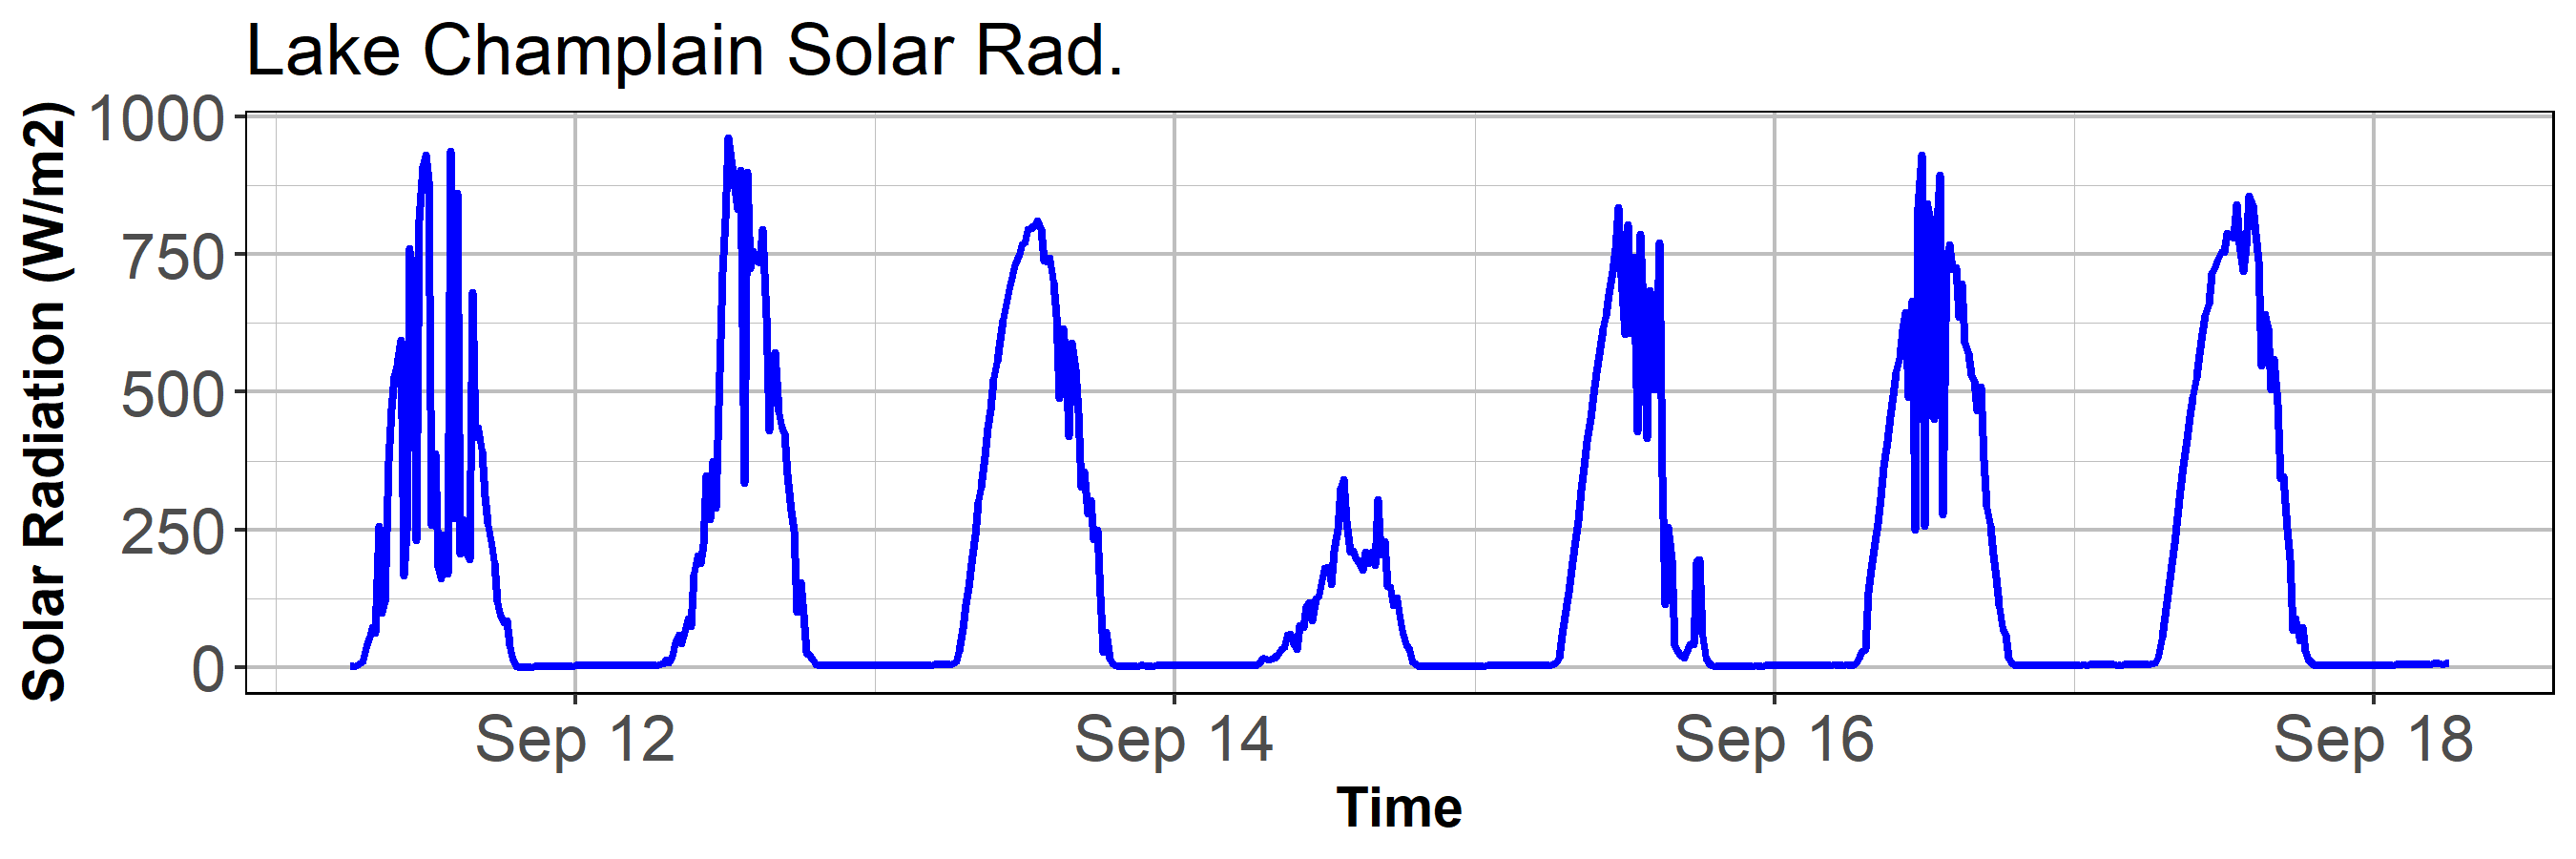 Lake Champlain Solar Rad.
Solar Radiation (W/m2)
1000
750
500
250
0
Sep 12
Sep 14
Sep 16
Sep 18
Time